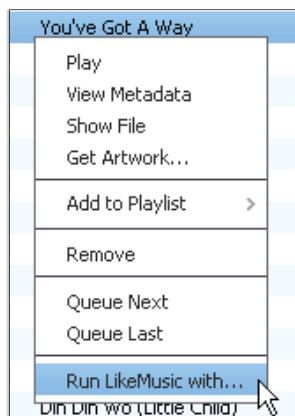 You've Got A Way
Play
View Metadata
Show File
Get Artwork...
Add to Playlist >
Remove
Queue Next
Queue Last
Run LikeMusic with...
Din Din Wo (Little Child)